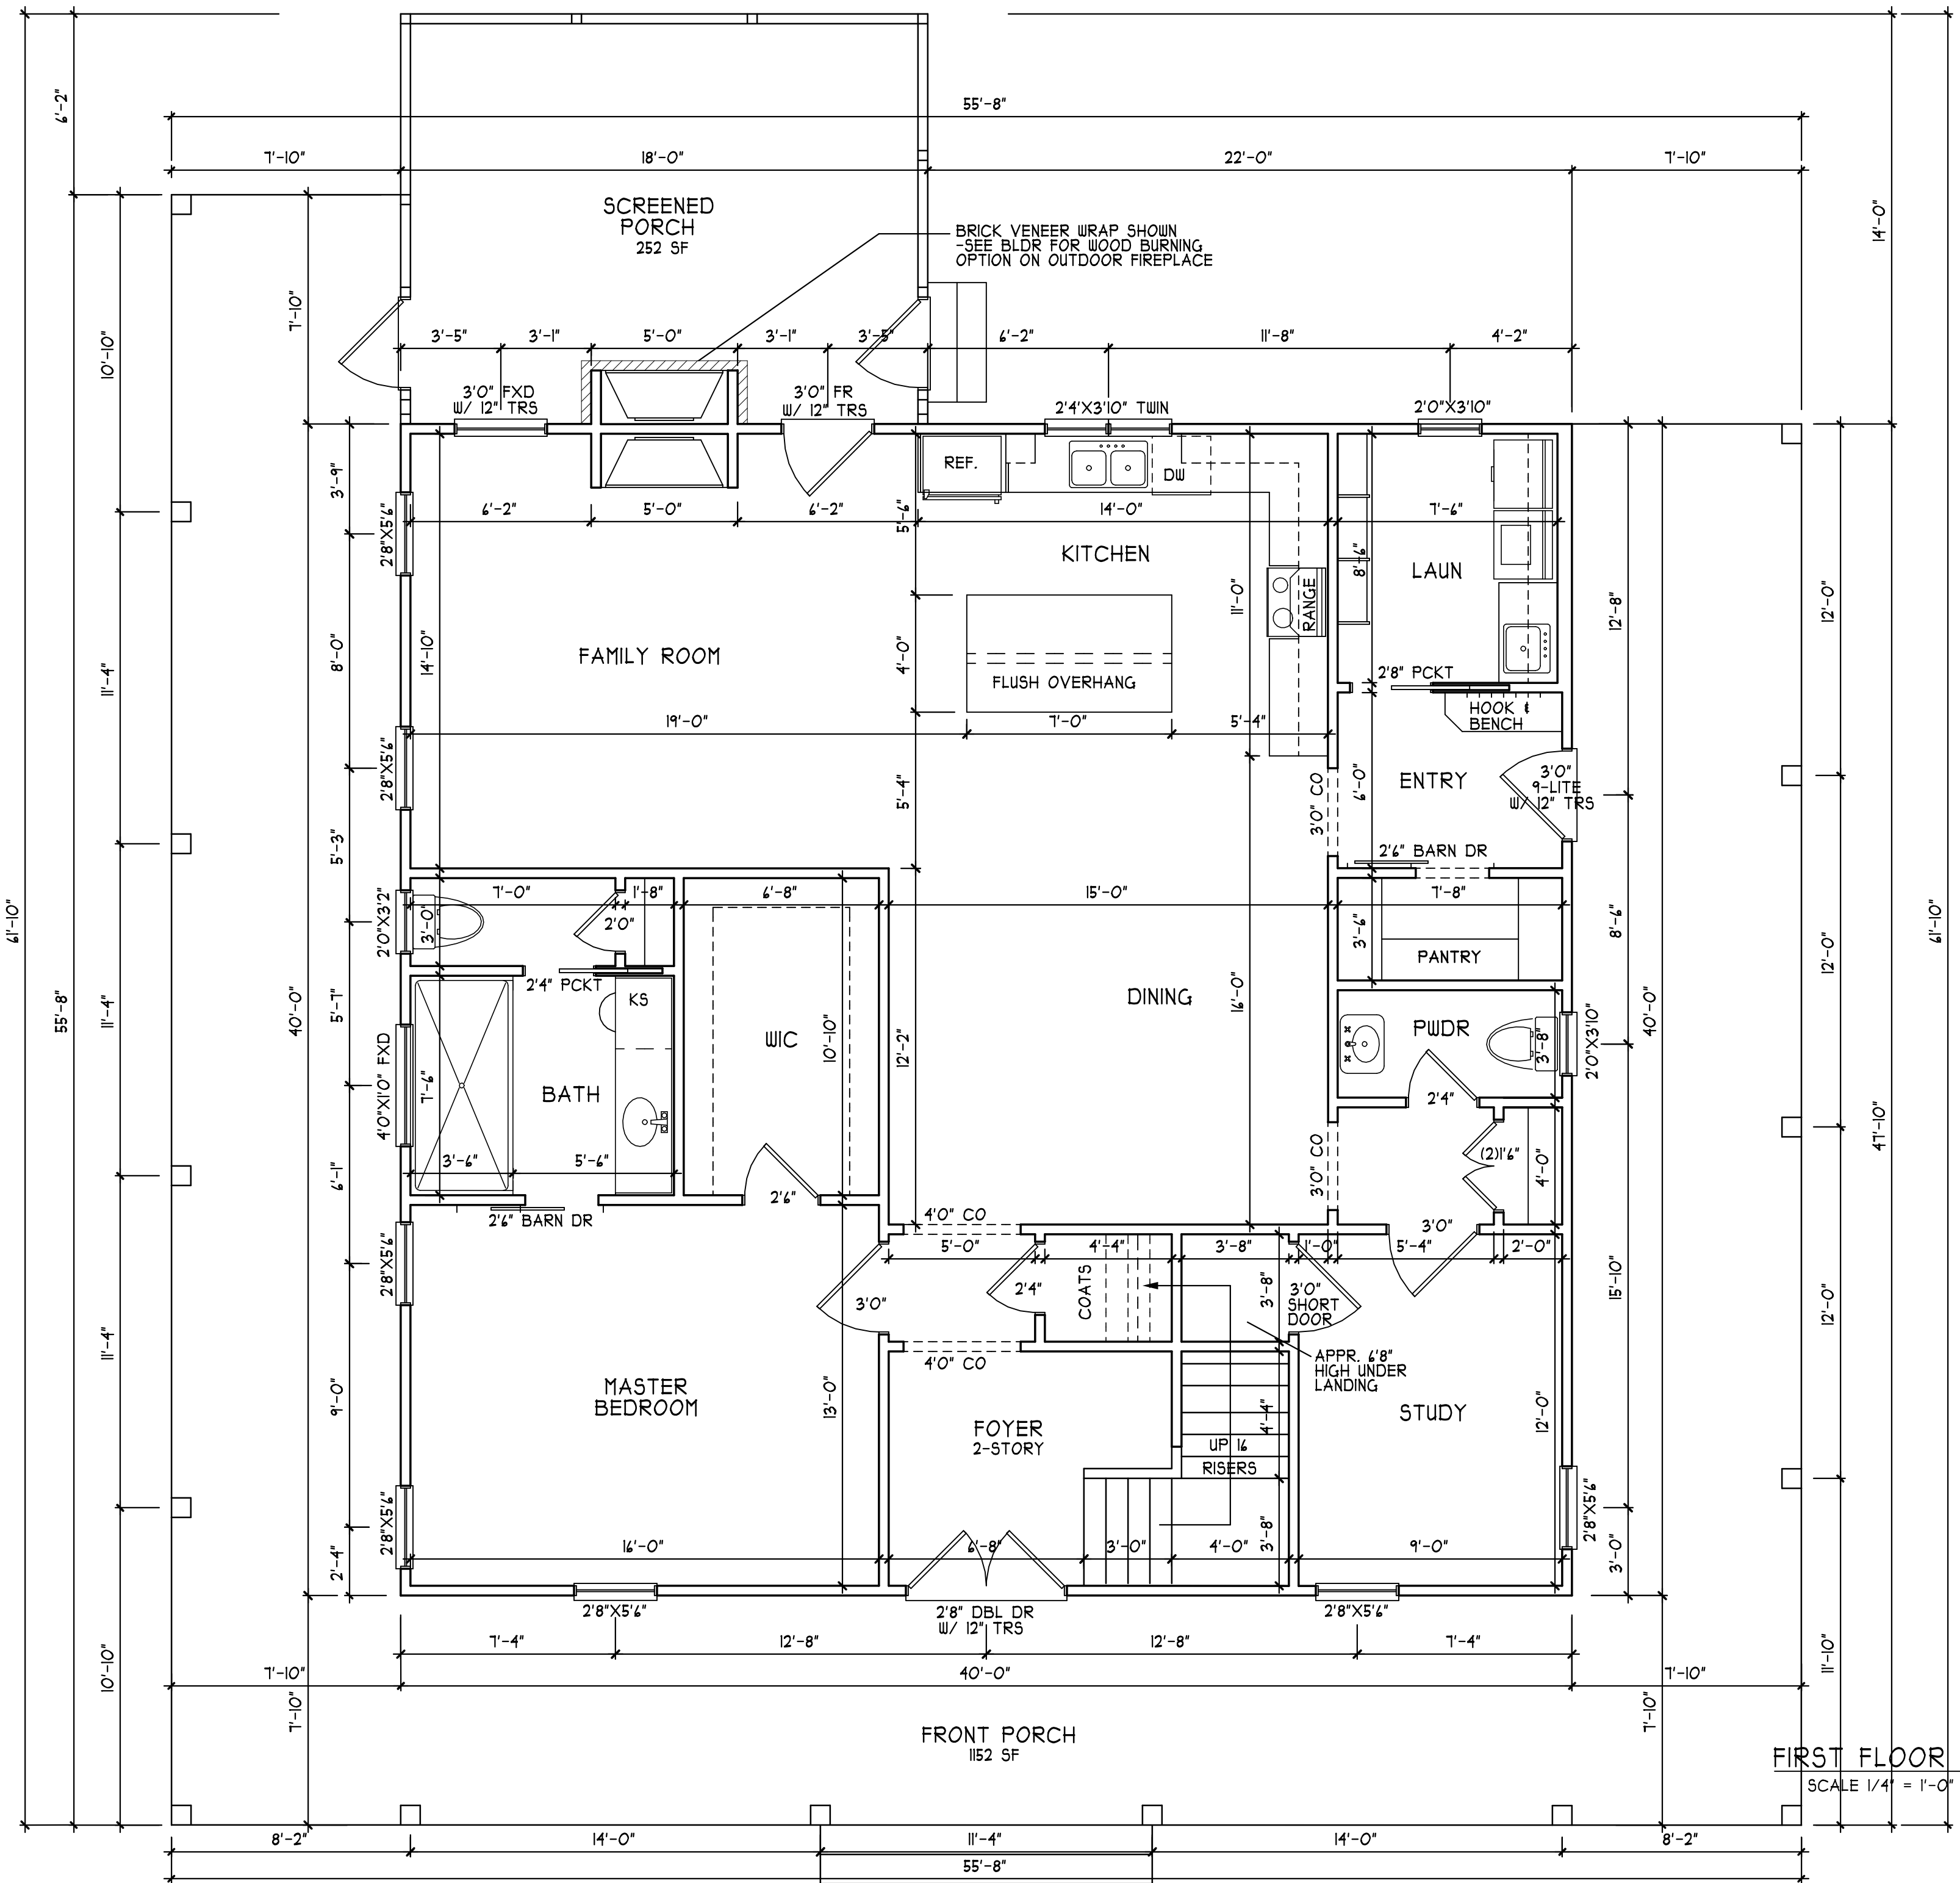 55'-8"
7'-10"
18'-0"
22'-0"
7'-10"
6'-2"
14'-0"
SCREENED
PORCH
252 SF
BRICK VENEER WRAP SHOWN
-SEE BLDR FOR WOOD BURNING
OPTION ON OUTDOOR FIREPLACE
7'-10"
10'-10"
3'-5"
3'-1"
5'-0"
3'-1"
3'-5"
6'-2"
11'-8"
4'-2"
3'0" FXD
W/ 12" TRS
3'0" FR
W/ 12" TRS
2'4"X3'10" TWIN
2'0"X3'10"
REF.
DW
3'-9"
2'8"X5'6"
6'-2"
5'-0"
6'-2"
5'-6"
14'-0"
7'-6"
KITCHEN
LAUN
8'-6"
11'-0"
RANGE
12'-8"
12'-0"
11'-4"
8'-0"
14'-10"
FAMILY ROOM
4'-0"
FLUSH OVERHANG
2'8" PCKT
HOOK &
BENCH
19'-0"
7'-0"
5'-4"
2'8"X5'6"
5'-4"
3'0" CO
6'-0"
ENTRY
3'0"
9-LITE
W/ 12" TRS
5'-3"
2'6" BARN DR
61'-10"
61'-10"
7'-0"
1'-8"
6'-8"
15'-0"
7'-8"
2'0"X3'2"
3'-0"
2'0"
3'-6"
8'-6"
12'-0"
PANTRY
55'-8"
11'-4"
40'-0"
5'-7"
2'4" PCKT
KS
DINING
16'-0"
4'0"X1'0" FXD
7'-6"
BATH
WIC
10'-10"
12'-2"
PWDR
3'-8"
2'0"X3'10"
40'-0"
47'-10"
2'4"
3'-6"
5'-6"
6'-1"
3'0" CO
(2)1'6"
4'-0"
2'6"
2'6" BARN DR
4'0" CO
3'0"
5'-0"
4'-4"
3'-8"
1'-0"
5'-4"
2'-0"
2'8"X5'6"
3'0"
2'4"
COATS
3'-8"
3'0"
SHORT
DOOR
15'-10"
12'-0"
11'-4"
4'0" CO
APPR. 6'8"
HIGH UNDER
LANDING
9'-0"
MASTER
BEDROOM
13'-0"
FOYER
2-STORY
4'-4"
UP 16
RISERS
STUDY
12'-0"
2'8"X5'6"
2'-4"
16'-0"
6'-8"
3'-0"
4'-0"
3'-8"
9'-0"
2'8"X5'6"
3'-0"
2'8"X5'6"
2'8" DBL DR
W/ 12" TRS
2'8"X5'6"
10'-10"
7'-4"
12'-8"
12'-8"
7'-4"
11'-10"
7'-10"
40'-0"
7'-10"
7'-10"
7'-10"
FRONT PORCH
1152 SF
FIRST FLOOR
SCALE 1/4" = 1'-0"
8'-2"
14'-0"
11'-4"
14'-0"
8'-2"
55'-8"